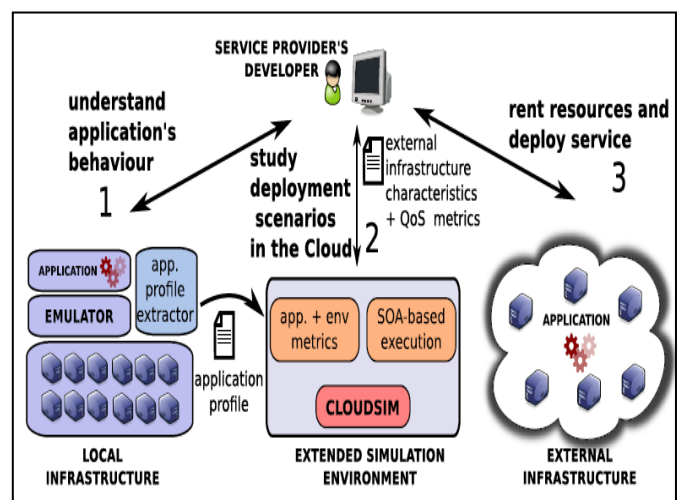 SERVICE PROVIDER'S
DEVELOPER
understand
application's
behaviour
1
study
deployment
scenarios
in the Cloud
2
external
infrastructure
characteristics
+ QoS metrics
rent resources and
deploy service
3
APPLICATION
EMULATOR
app.
profile
extractor
application
profile
app. + env
metrics
SOA-based
execution
CLOUDSIM
APPLICATION
LOCAL
INFRASTRUCTURE
EXTENDED SIMULATION
ENVIRONMENT
EXTERNAL
INFRASTRUCTURE